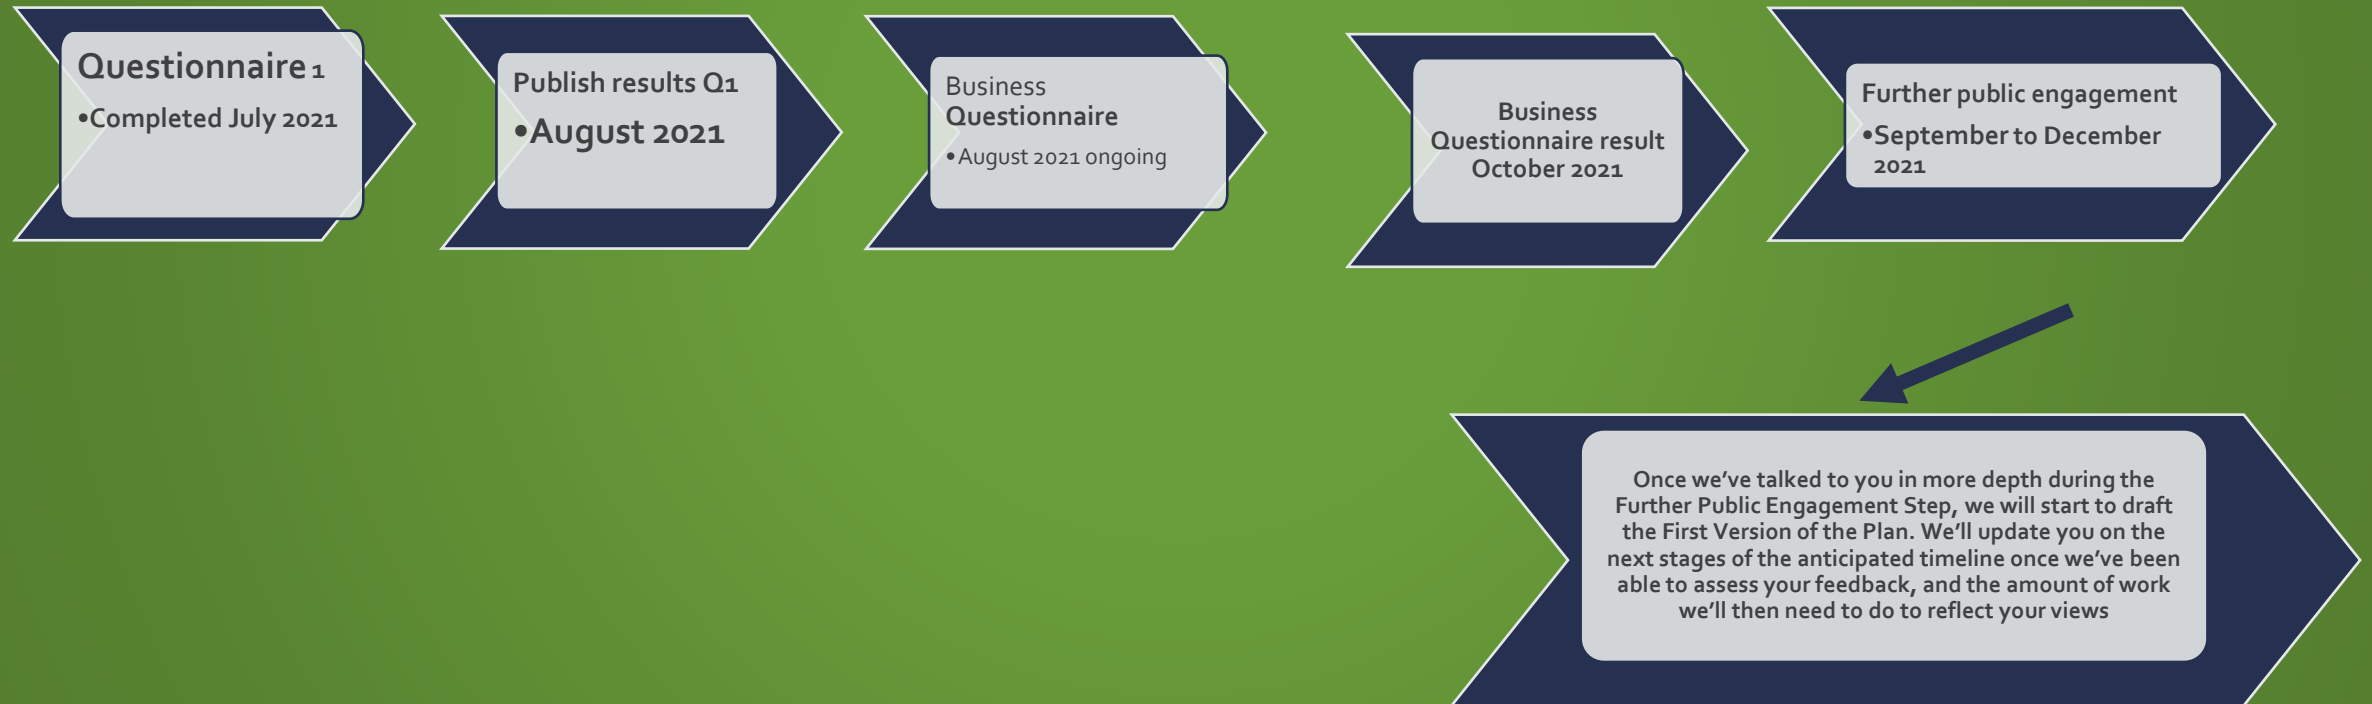 Questionnaire 1
•Completed July 2021
Publish results Q1
•August 2021
Business
Questionnaire
•August 2021 ongoing
Business
Questionnaire result
October 2021
Further public engagement
•September to December
2021
Once we've talked to you in more depth during the
Further Public Engagement Step, we will start to draft
the First Version of the Plan. We'll update you on the
next stages of the anticipated timeline once we've been
able to assess your feedback, and the amount of work
we'll then need to do to reflect your views